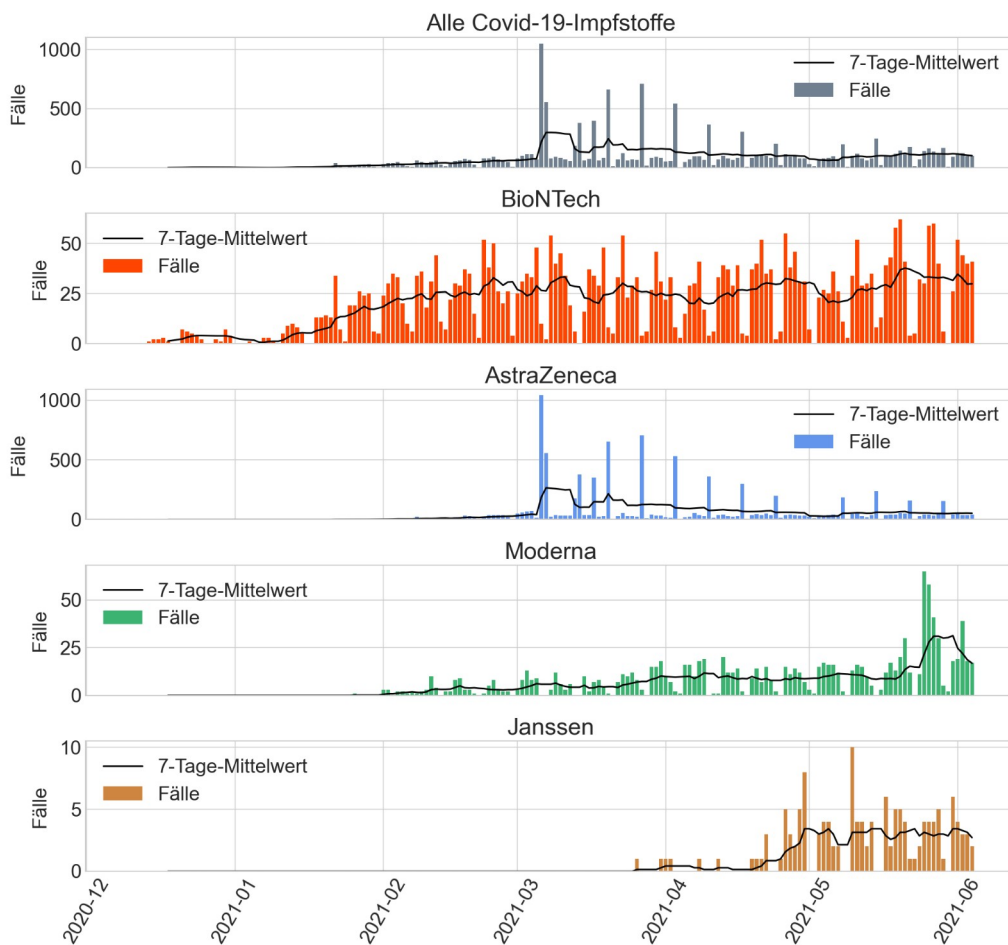 Alle Covid-19-Impfstoffe
1000
500
0
Fälle
7-Tage-Mittelwert
Fälle
BioNTech
50
25
0
Fälle
7-Tage-Mittelwert
Fälle
AstraZeneca
1000
500
0
Fälle
7-Tage-Mittelwert
Fälle
Moderna
50
25
0
Fälle
7-Tage-Mittelwert
Fälle
Janssen
10
5
0
Fälle
7-Tage-Mittelwert
Fälle
2020-12
2021-01
2021-02
2021-03
2021-04
2021-05
2021-06